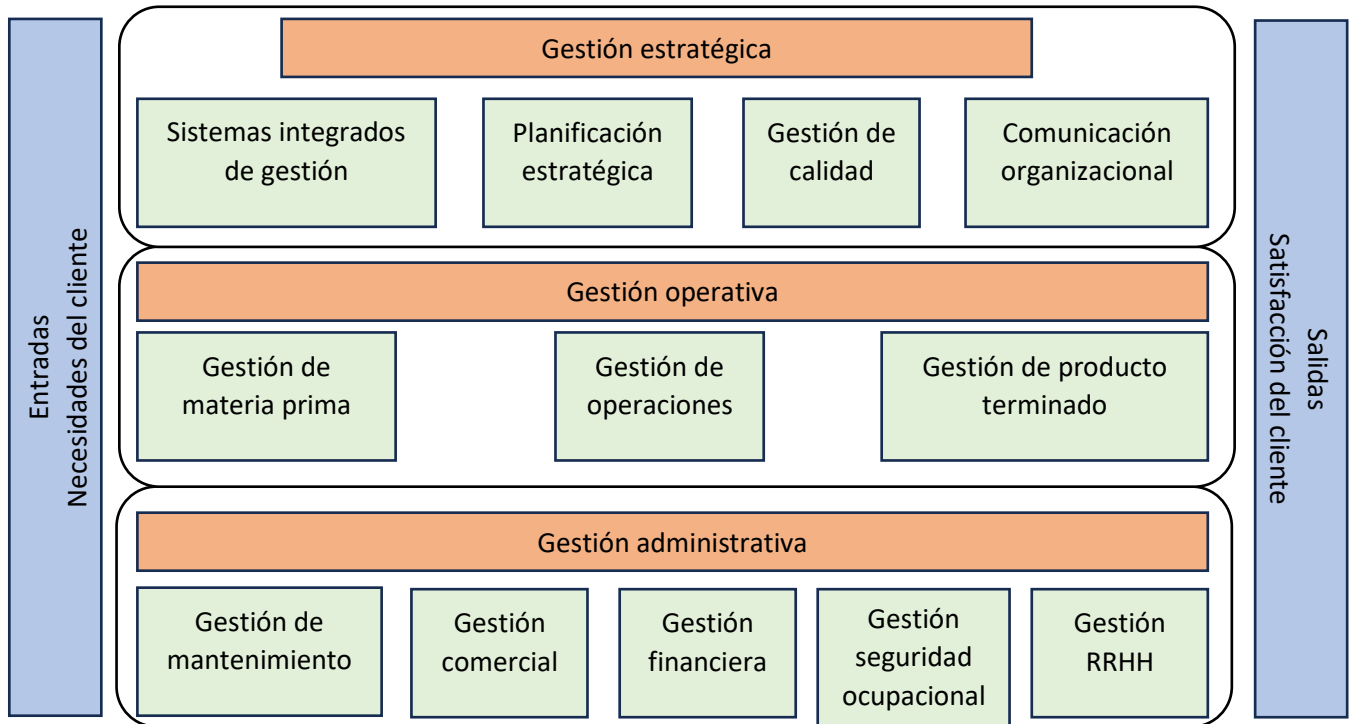 Entradas
Necesidades del cliente
Gestión estratégica
Sistemas integrados
de gestión
Planificación
estratégica
Gestión de
calidad
Comunicación
organizacional
Gestión operativa
Gestión de
materia prima
Gestión de
operaciones
Gestión de producto
terminado
Gestión administrativa
Gestión de
mantenimiento
Gestión
comercial
Gestión
financiera
Gestión
seguridad
ocupacional
Gestión
RRHH
Salidas
Satisfacción del cliente